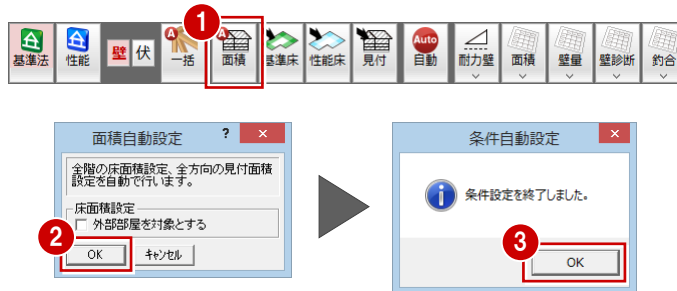 1
基準法 性能 壁 伏 一括 面積 基準床 性能床 見付 Auto 自動 耐力壁 面積 壁量 壁診断 釣合
面積自動設定 ? ×
全階の床面積設定、全方向の見付面積
設定を自動で行います。
床面積設定
外部部屋を対象とする
2
OK キャンセル
条件自動設定 ×
条件設定を終了しました。
3
OK